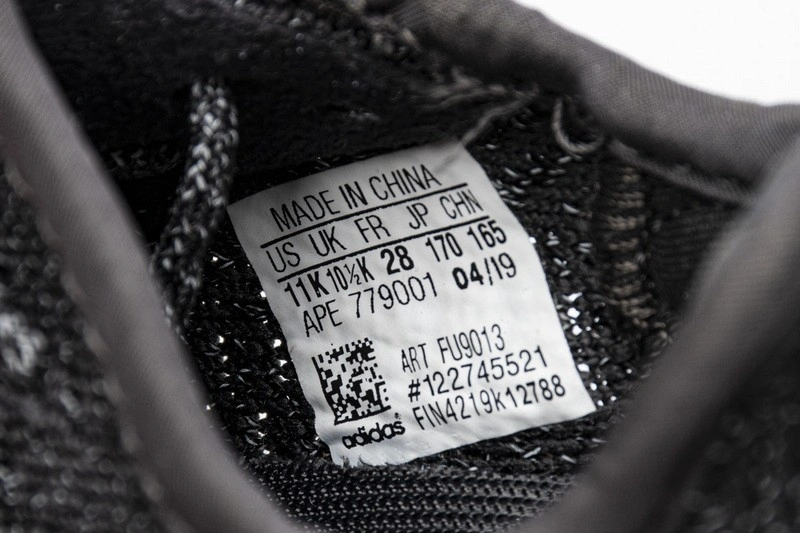 MADE IN CHINA
US UK FR JP CHN
11K 10½K 28 170 165
APE 779001 04/19
ART FU9013
#122745521
FIN4219K12788
adidas®